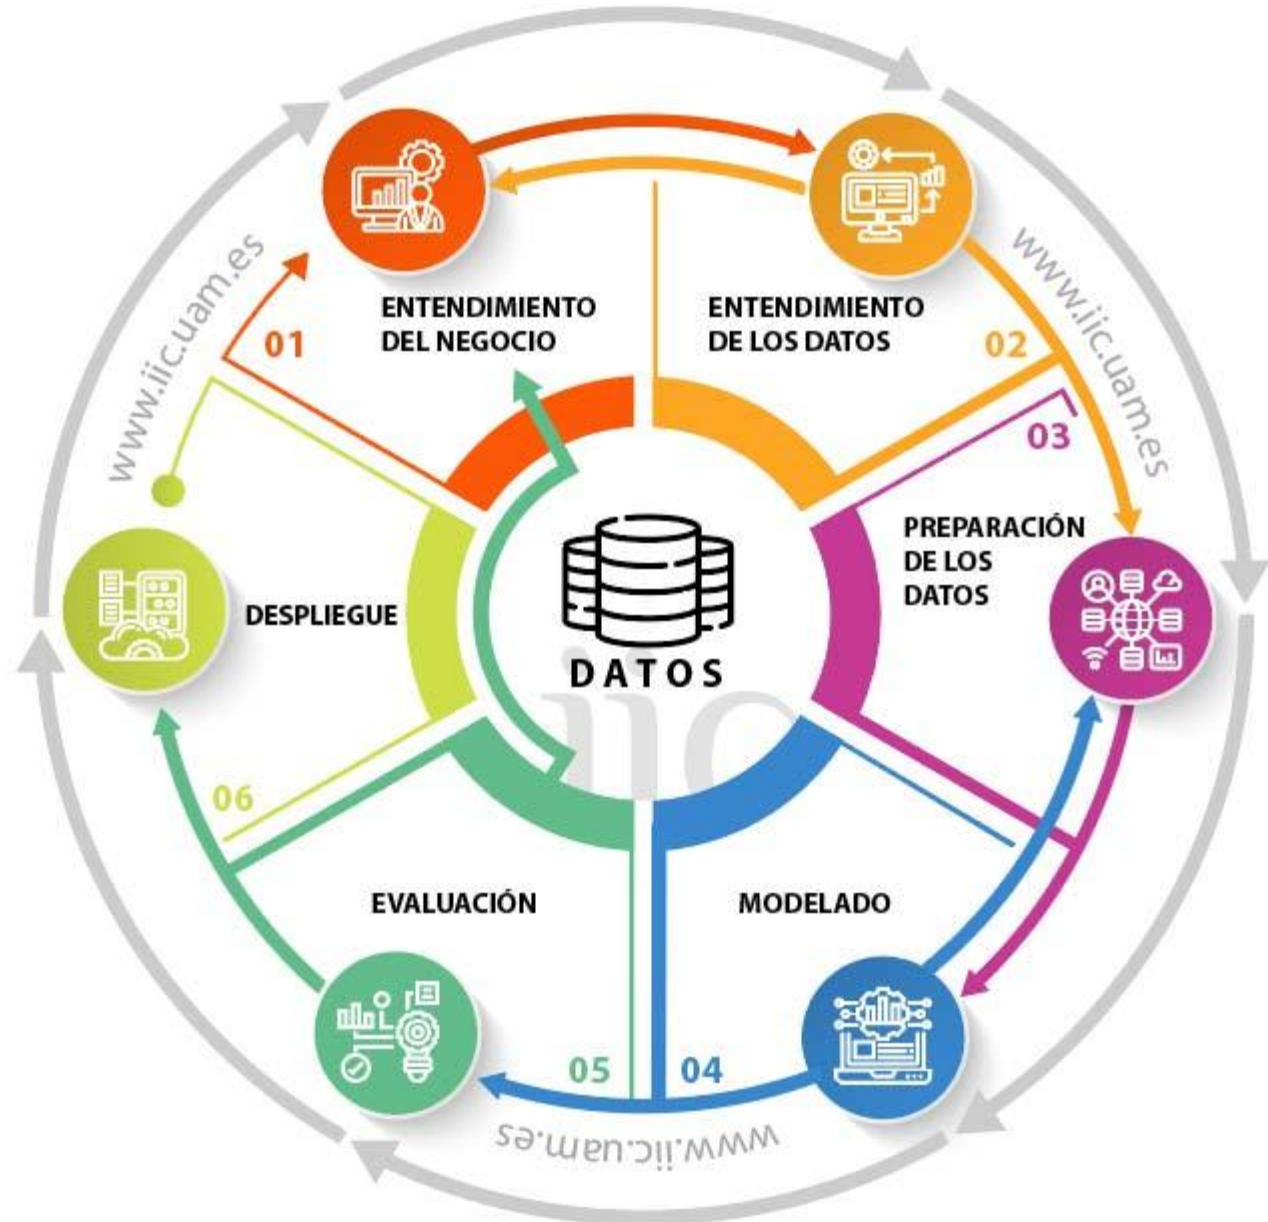 01
ENTENDIMIENTO
DEL NEGOCIO
ENTENDIMIENTO
DE LOS DATOS
02
03
PREPARACIÓN
DE LOS
DATOS
MODELADO
04
05
EVALUACIÓN
06
DESPLIEGUE
DATOS
iic
www.iic.uam.es
www.iic.uam.es
www.iic.uam.es